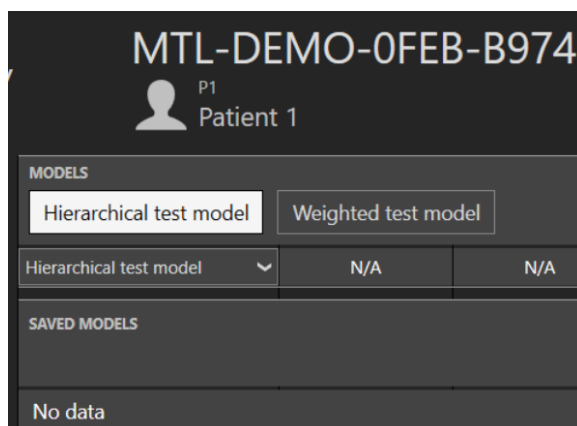 MTL-DEMO-0FEB-B974
P1
Patient 1
MODELS
Hierarchical test model Weighted test model
Hierarchical test model N/A N/A
SAVED MODELS
No data